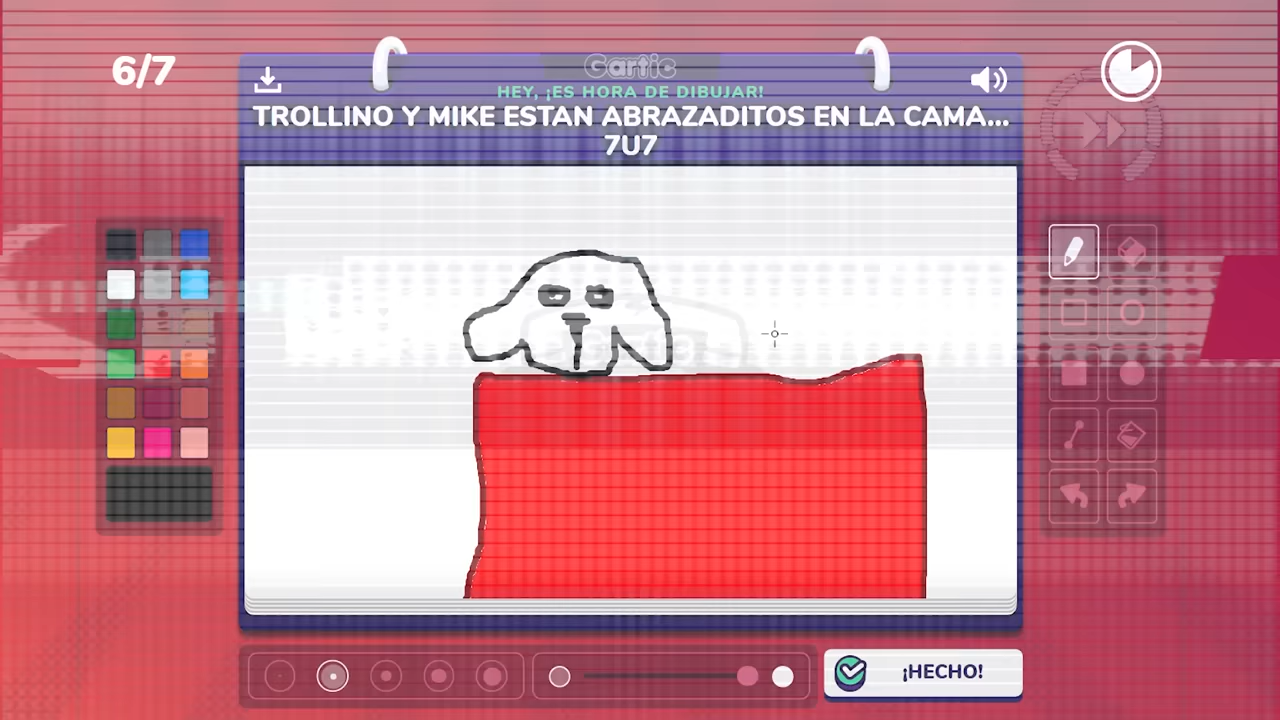 6/7
Gartic
HEY, ¡ES HORA DE DIBUJAR!
TROLLINO Y MIKE ESTAN ABRAZADITOS EN LA CAMA...
7U7
¡HECHO!